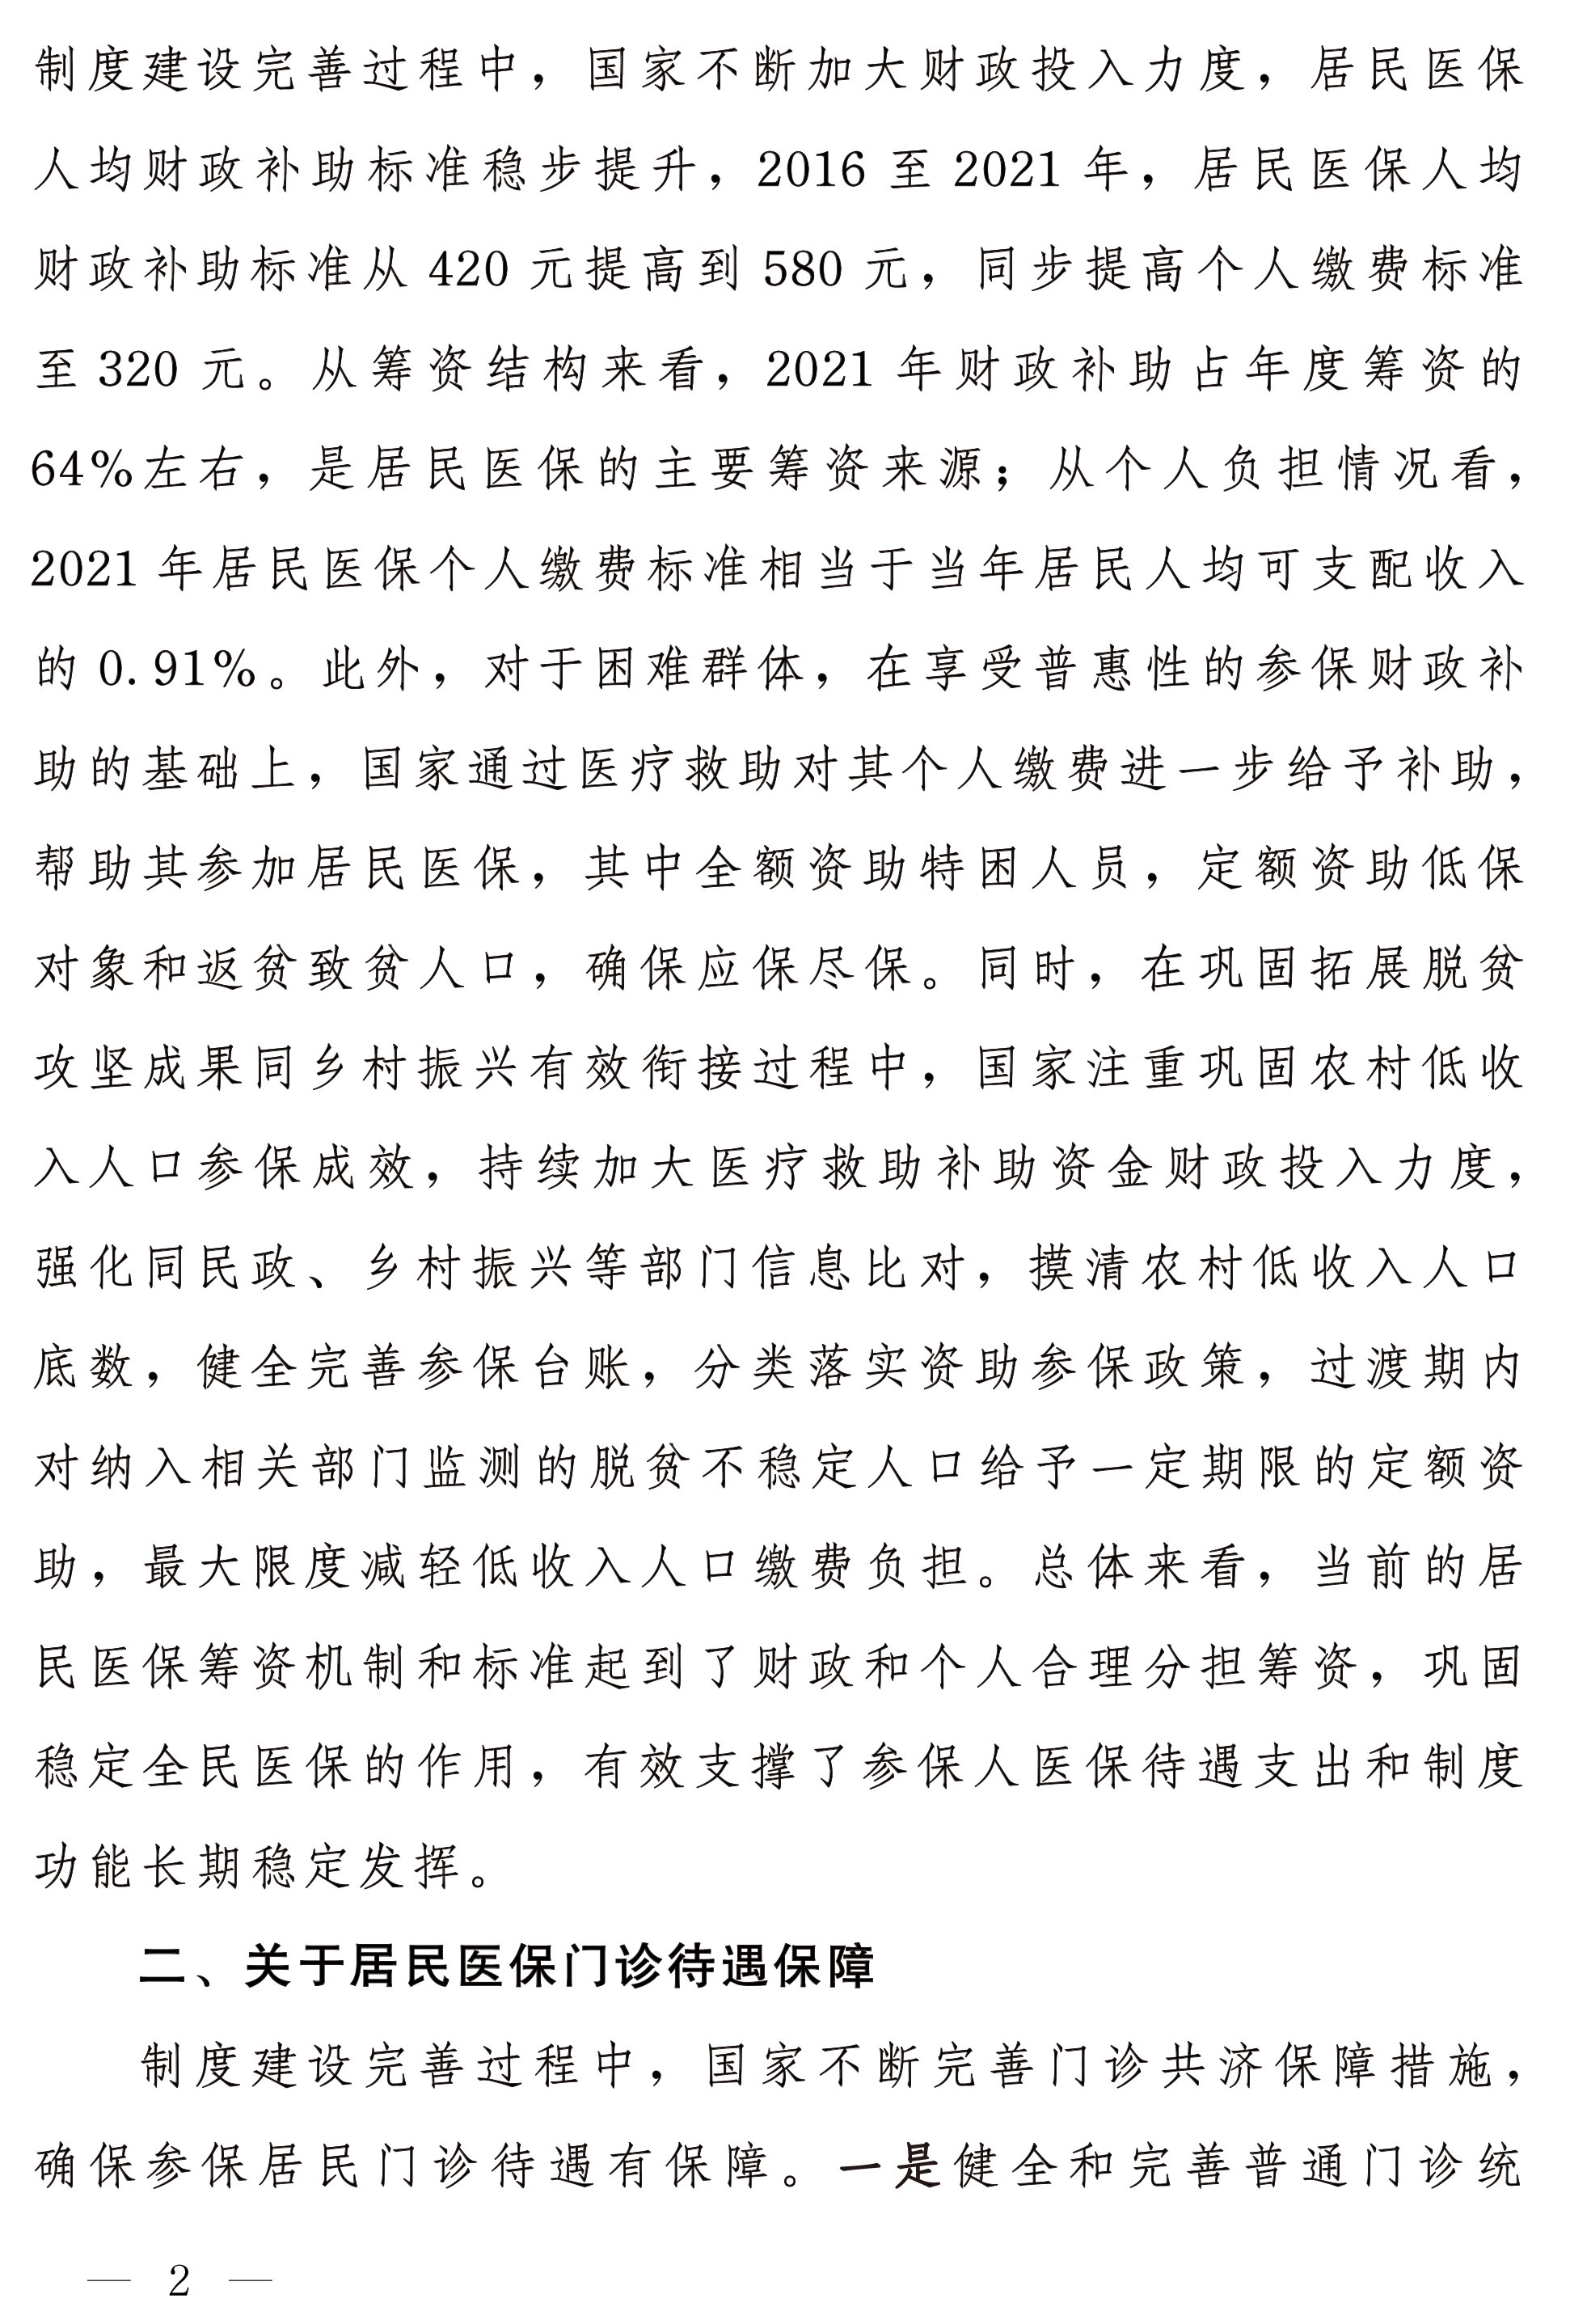 制度建设完善过程中，国家不断加大财政投入力度，居民医保
人均财政补助标准稳步提升，2016 至 2021 年，居民医保人均
财政补助标准从 420 元提高到 580 元，同步提高个人缴费标准
至 320 元。从筹资结构来看，2021 年财政补助占年度筹资的
64%左右，是居民医保的主要筹资来源；从个人负担情况看，
2021 年居民医保个人缴费标准相当于当年居民人均可支配收入
的 0.91%。此外，对于困难群体，在享受普惠性的参保财政补
助的基础上，国家通过医疗救助对其个人缴费进一步给予补助，
帮助其参加居民医保，其中全额资助特困人员，定额资助低保
对象和返贫致贫人口，确保应保尽保。同时，在巩固拓展脱贫
攻坚成果同乡村振兴有效衔接过程中，国家注重巩固农村低收
入人口参保成效，持续加大医疗救助补助资金财政投入力度，
强化同民政、乡村振兴等部门信息比对，摸清农村低收入人口
底数，健全完善参保台账，分类落实资助参保政策，过渡期内
对纳入相关部门监测的脱贫不稳定人口给予一定期限的定额资
助，最大限度减轻低收入人口缴费负担。总体来看，当前的居
民医保筹资机制和标准起到了财政和个人合理分担筹资，巩固
稳定全民医保的作用，有效支撑了参保人医保待遇支出和制度
功能长期稳定发挥。
二、关于居民医保门诊待遇保障
制度建设完善过程中，国家不断完善门诊共济保障措施，
确保参保居民门诊待遇有保障。一是健全和完善普通门诊统
— 2 —